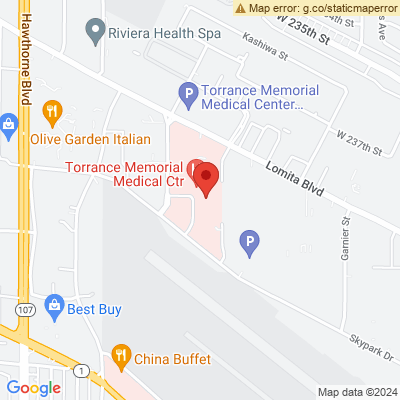 Map error: g.co/staticmaperror
Hawthorne Blvd
Riviera Health Spa
Kashiwa St
W 235th St
s Ave
Torrance Memorial
Medical Center...
W 237th St
Olive Garden Italian
Torrance Memorial
Medical Ctr
Lomita Blvd
Garnier St
P
P
H
Best Buy
107
Skypark Dr
China Buffet
1
Google
Map data ©2024